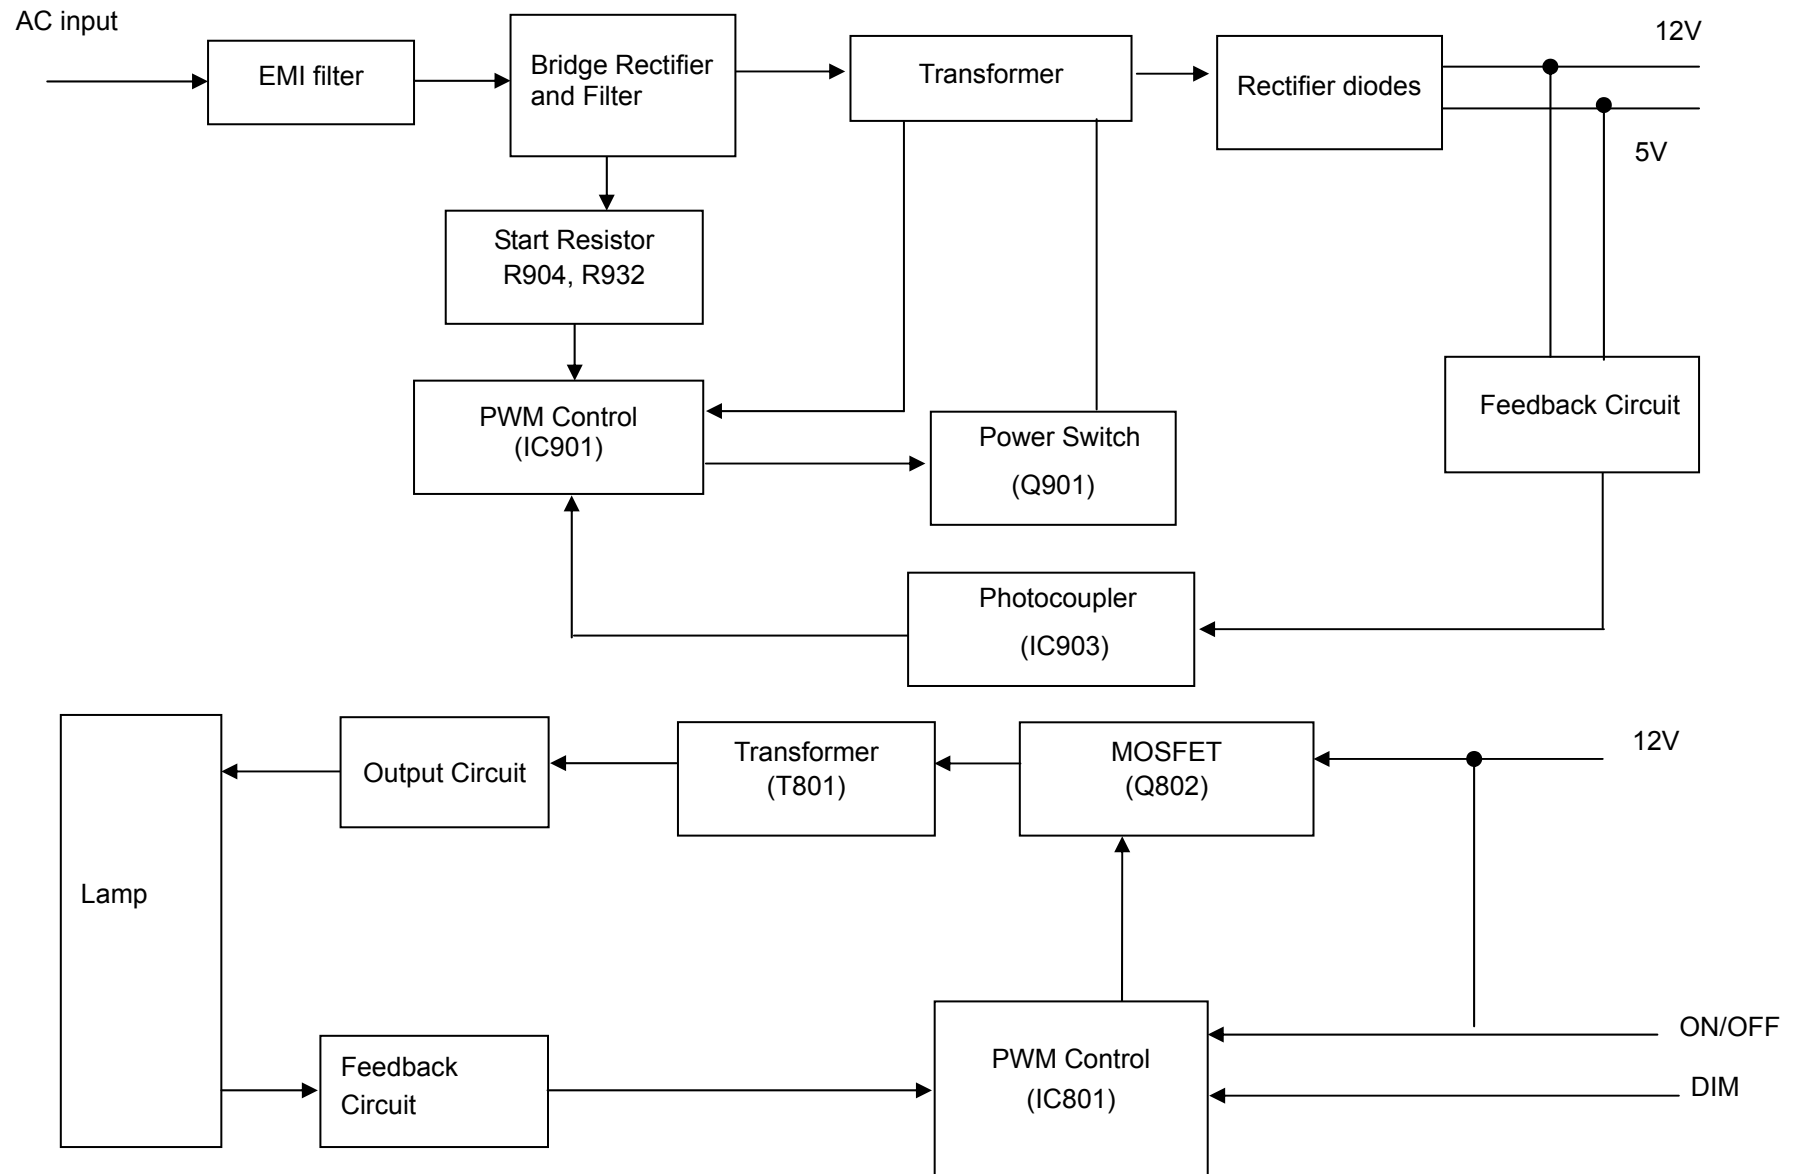 AC input
EMI filter
Bridge Rectifier
and Filter
Transformer
Rectifier diodes
12V
5V
Start Resistor
R904, R932
PWM Control
(IC901)
Power Switch
(Q901)
Feedback Circuit
Photocoupler
(IC903)
Lamp
Output Circuit
Transformer
(T801)
MOSFET
(Q802)
12V
Feedback
Circuit
PWM Control
(IC801)
ON/OFF
DIM